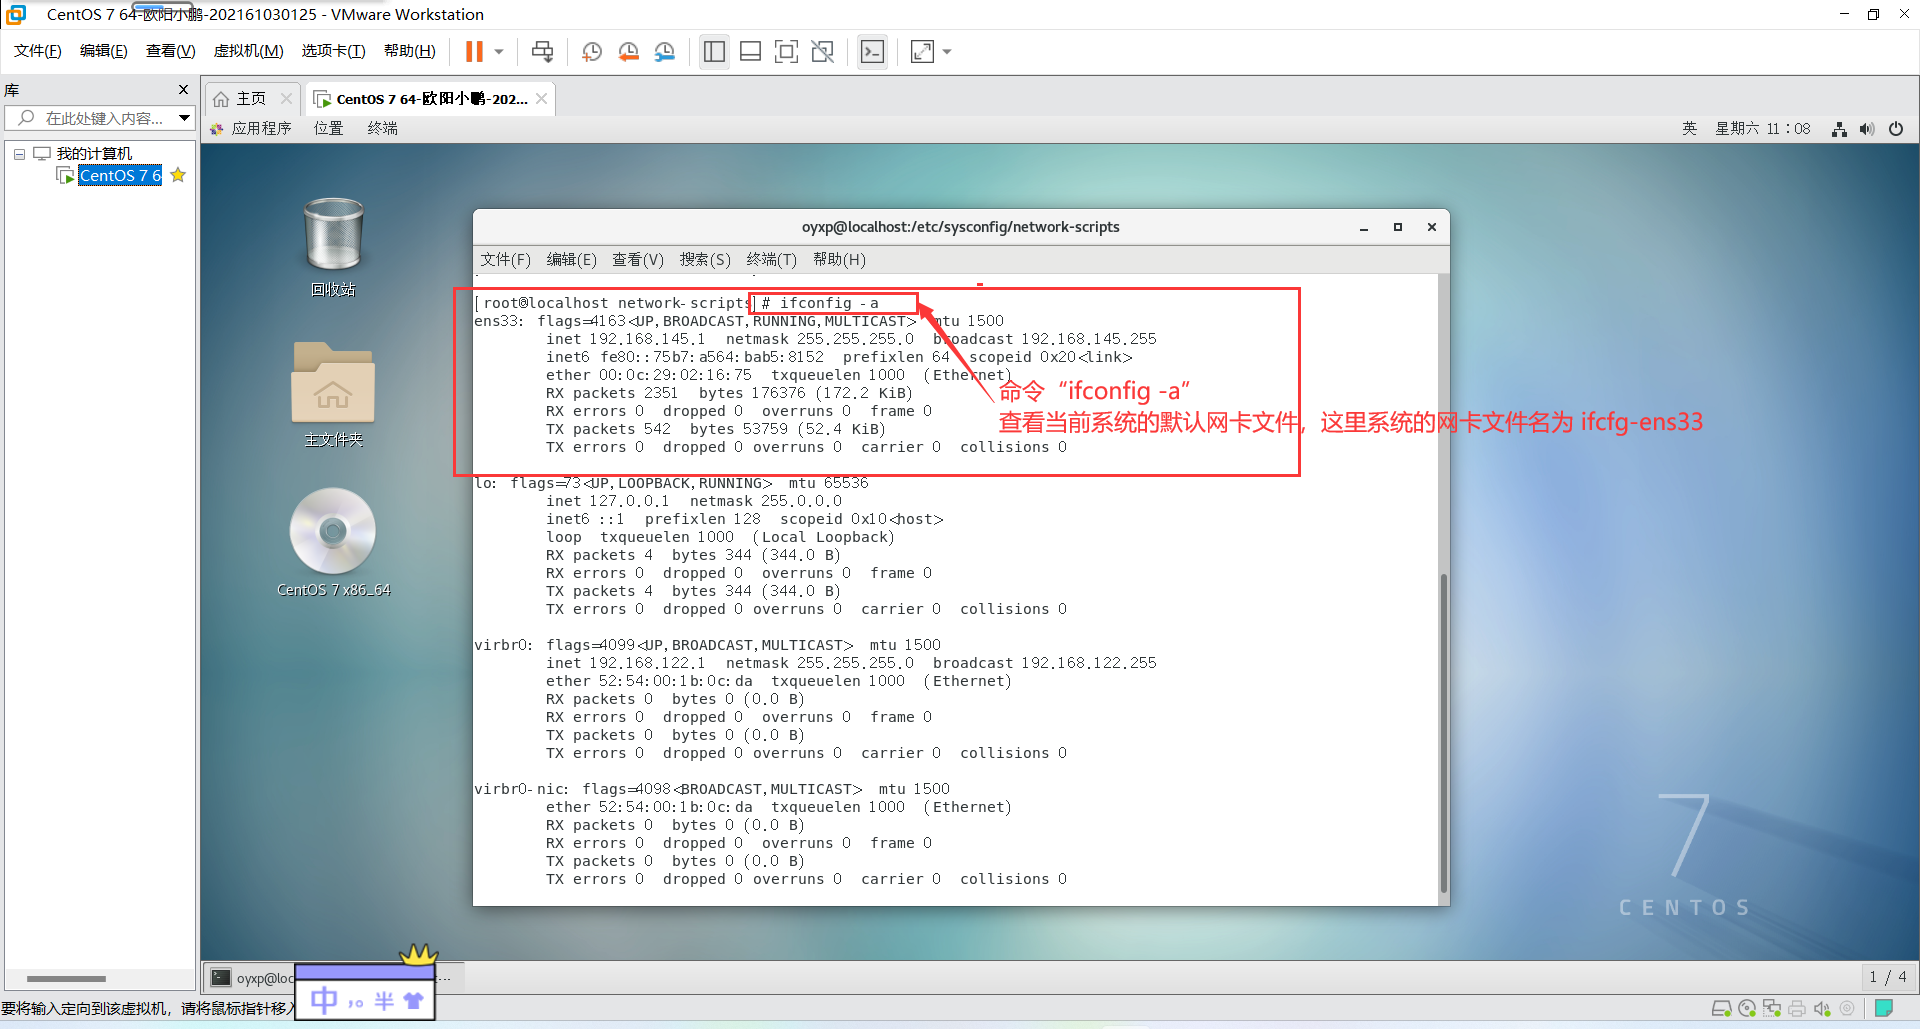 CentOS 7 64-欧阳小鹏-202161030125 - VMware Workstation
文件(F) 编辑(E) 查看(V) 虚拟机(M) 选项卡(T) 帮助(H)
库
在此处键入内容...
我的计算机
CentOS 7 6
主页
CentOS 7 64-欧阳小鹏-202...
应用程序 位置 终端
英 星期六 11：08
回收站
主文件夹
CentOS 7 x86_64
oyxp@localhost:/etc/sysconfig/network-scripts
文件(F) 编辑(E) 查看(V) 搜索(S) 终端(T) 帮助(H)
[root@localhost network-scripts]# ifconfig -a
ens33: flags=4163<UP,BROADCAST,RUNNING,MULTICAST> mtu 1500
inet 192.168.145.1 netmask 255.255.255.0 broadcast 192.168.145.255
inet6 fe80::75b7:a564:bab5:8152 prefixlen 64 scopeid 0x20<link>
ether 00:0c:29:02:16:75 txqueuelen 1000 (Ethernet)
RX packets 2351 bytes 176376 (172.2 KiB)
RX errors 0 dropped 0 overruns 0 frame 0
TX packets 542 bytes 53759 (52.4 KiB)
TX errors 0 dropped 0 overruns 0 carrier 0 collisions 0
命令“ifconfig -a”
查看当前系统的默认网卡文件，这里系统的网卡文件名为 ifcfg-ens33
lo: flags=73<UP,LOOPBACK,RUNNING> mtu 65536
inet 127.0.0.1 netmask 255.0.0.0
inet6 ::1 prefixlen 128 scopeid 0x10<host>
loop txqueuelen 1000 (Local Loopback)
RX packets 4 bytes 344 (344.0 B)
RX errors 0 dropped 0 overruns 0 frame 0
TX packets 4 bytes 344 (344.0 B)
TX errors 0 dropped 0 overruns 0 carrier 0 collisions 0
virbr0: flags=4099<UP,BROADCAST,MULTICAST> mtu 1500
inet 192.168.122.1 netmask 255.255.255.0 broadcast 192.168.122.255
ether 52:54:00:1b:0c:da txqueuelen 1000 (Ethernet)
RX packets 0 bytes 0 (0.0 B)
RX errors 0 dropped 0 overruns 0 frame 0
TX packets 0 bytes 0 (0.0 B)
TX errors 0 dropped 0 overruns 0 carrier 0 collisions 0
virbr0-nic: flags=4098<BROADCAST,MULTICAST> mtu 1500
ether 52:54:00:1b:0c:da txqueuelen 1000 (Ethernet)
RX packets 0 bytes 0 (0.0 B)
RX errors 0 dropped 0 overruns 0 frame 0
TX packets 0 bytes 0 (0.0 B)
TX errors 0 dropped 0 overruns 0 carrier 0 collisions 0
7
CENTOS
oyxp@loc
1 / 4
中 ,。 半
要将输入定向到该虚拟机，请将鼠标指针移入